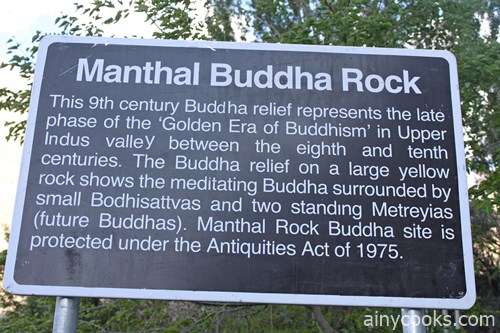 Manthal Buddha Rock
This 9th century Buddha relief represents the late
phase of the ‘Golden Era of Buddhism’ in Upper
Indus valley between the eighth and tenth
centuries. The Buddha relief on a large yellow
rock shows the meditating Buddha surrounded by
small Bodhisattvas and two standing Metreyias
(future Buddhas). Manthal Rock Buddha site is
protected under the Antiquities Act of 1975.
ainycooks.com